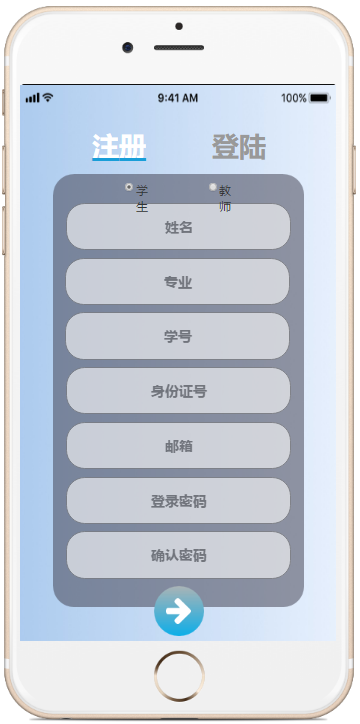 9:41 AM 100%
注册 登陆
学 教
生 师
姓名
专业
学号
身份证号
邮箱
登录密码
确认密码